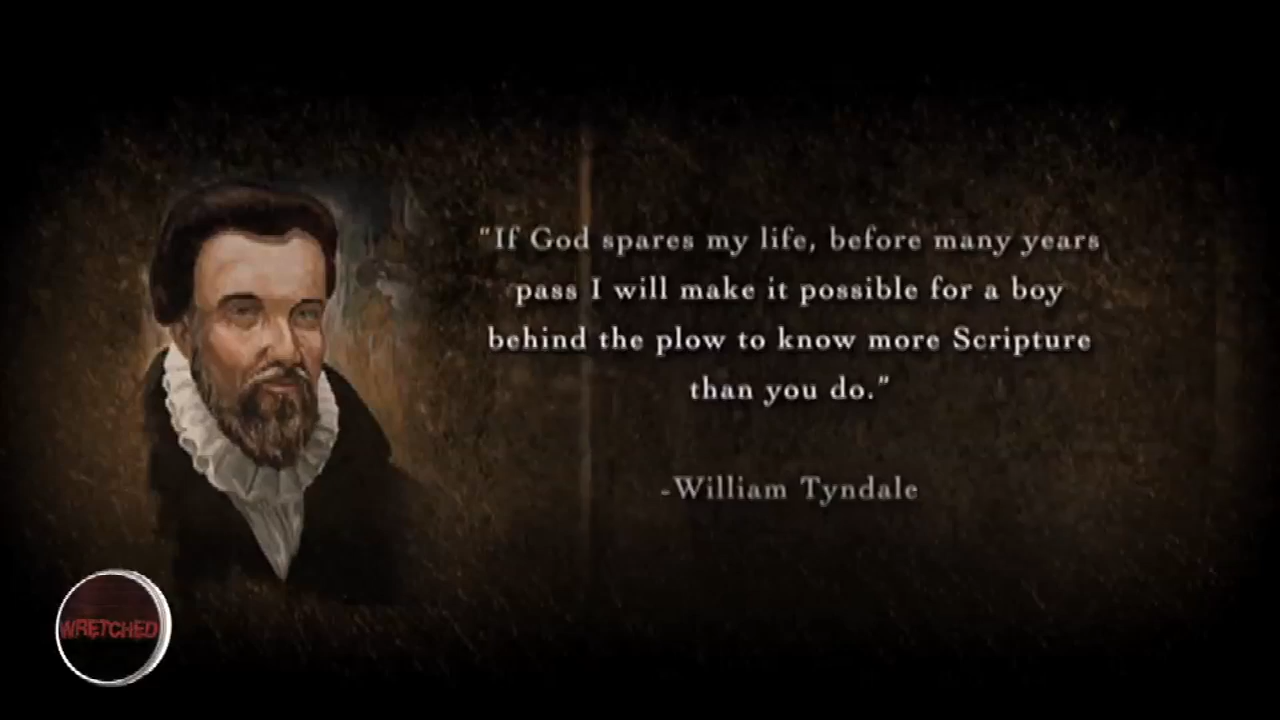 "If God spares my life, before many years
pass I will make it possible for a boy
behind the plow to know more Scripture
than you do."
-William Tyndale
WRETCHED